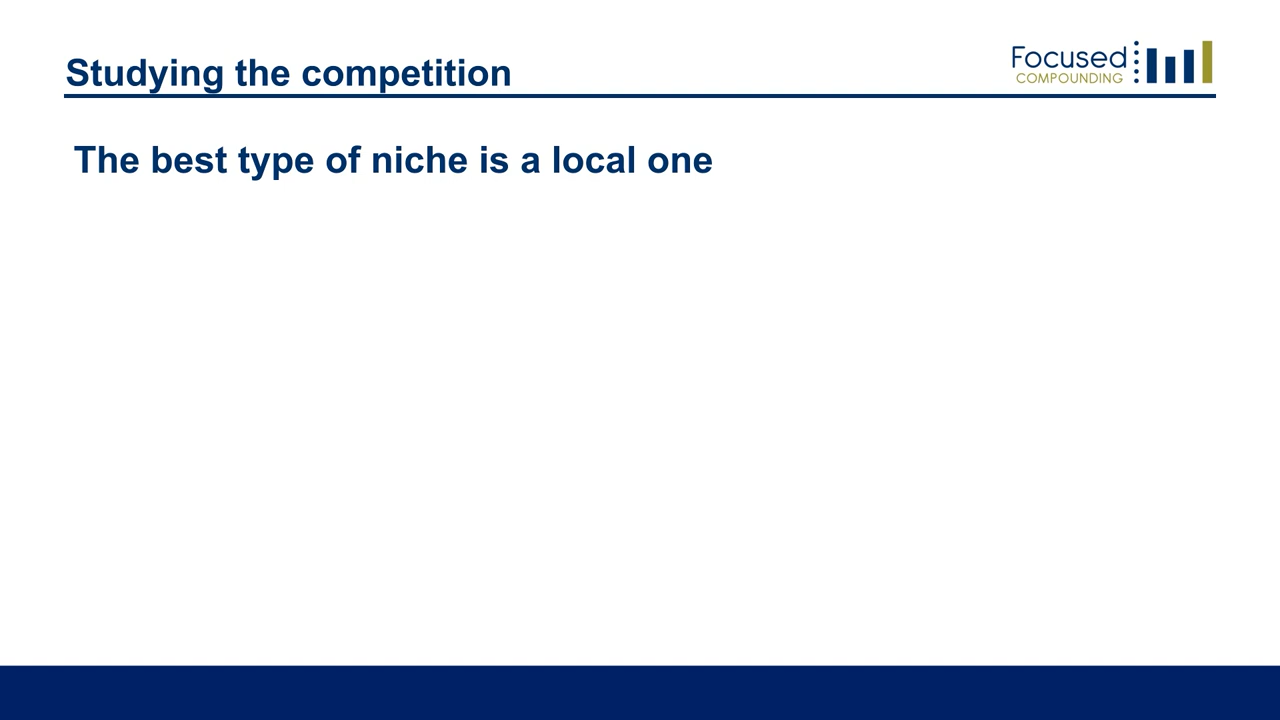 Studying the competition
Focused
COMPOUNDING
The best type of niche is a local one